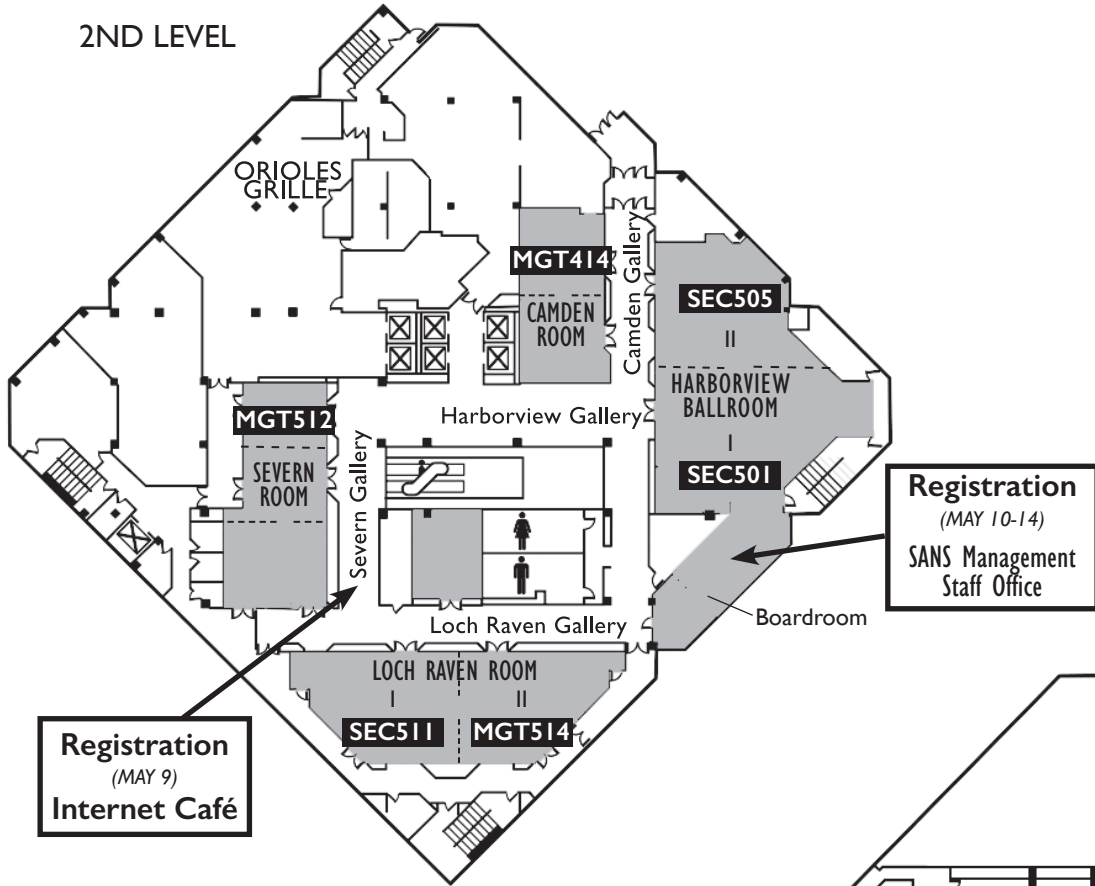 2ND LEVEL
ORIOLES
GRILLE
MGT414
CAMDEN
ROOM
Camden Gallery
SEC505
II
HARBORVIEW
BALLROOM
I
SEC501
Harborview Gallery
MGT512
SEVERN
ROOM
Severn Gallery
Registration
(MAY 10-14)
SANS Management
Staff Office
Boardroom
Loch Raven Gallery
LOCH RAVEN ROOM
I
II
SEC511
MGT514
Registration
(MAY 9)
Internet Café